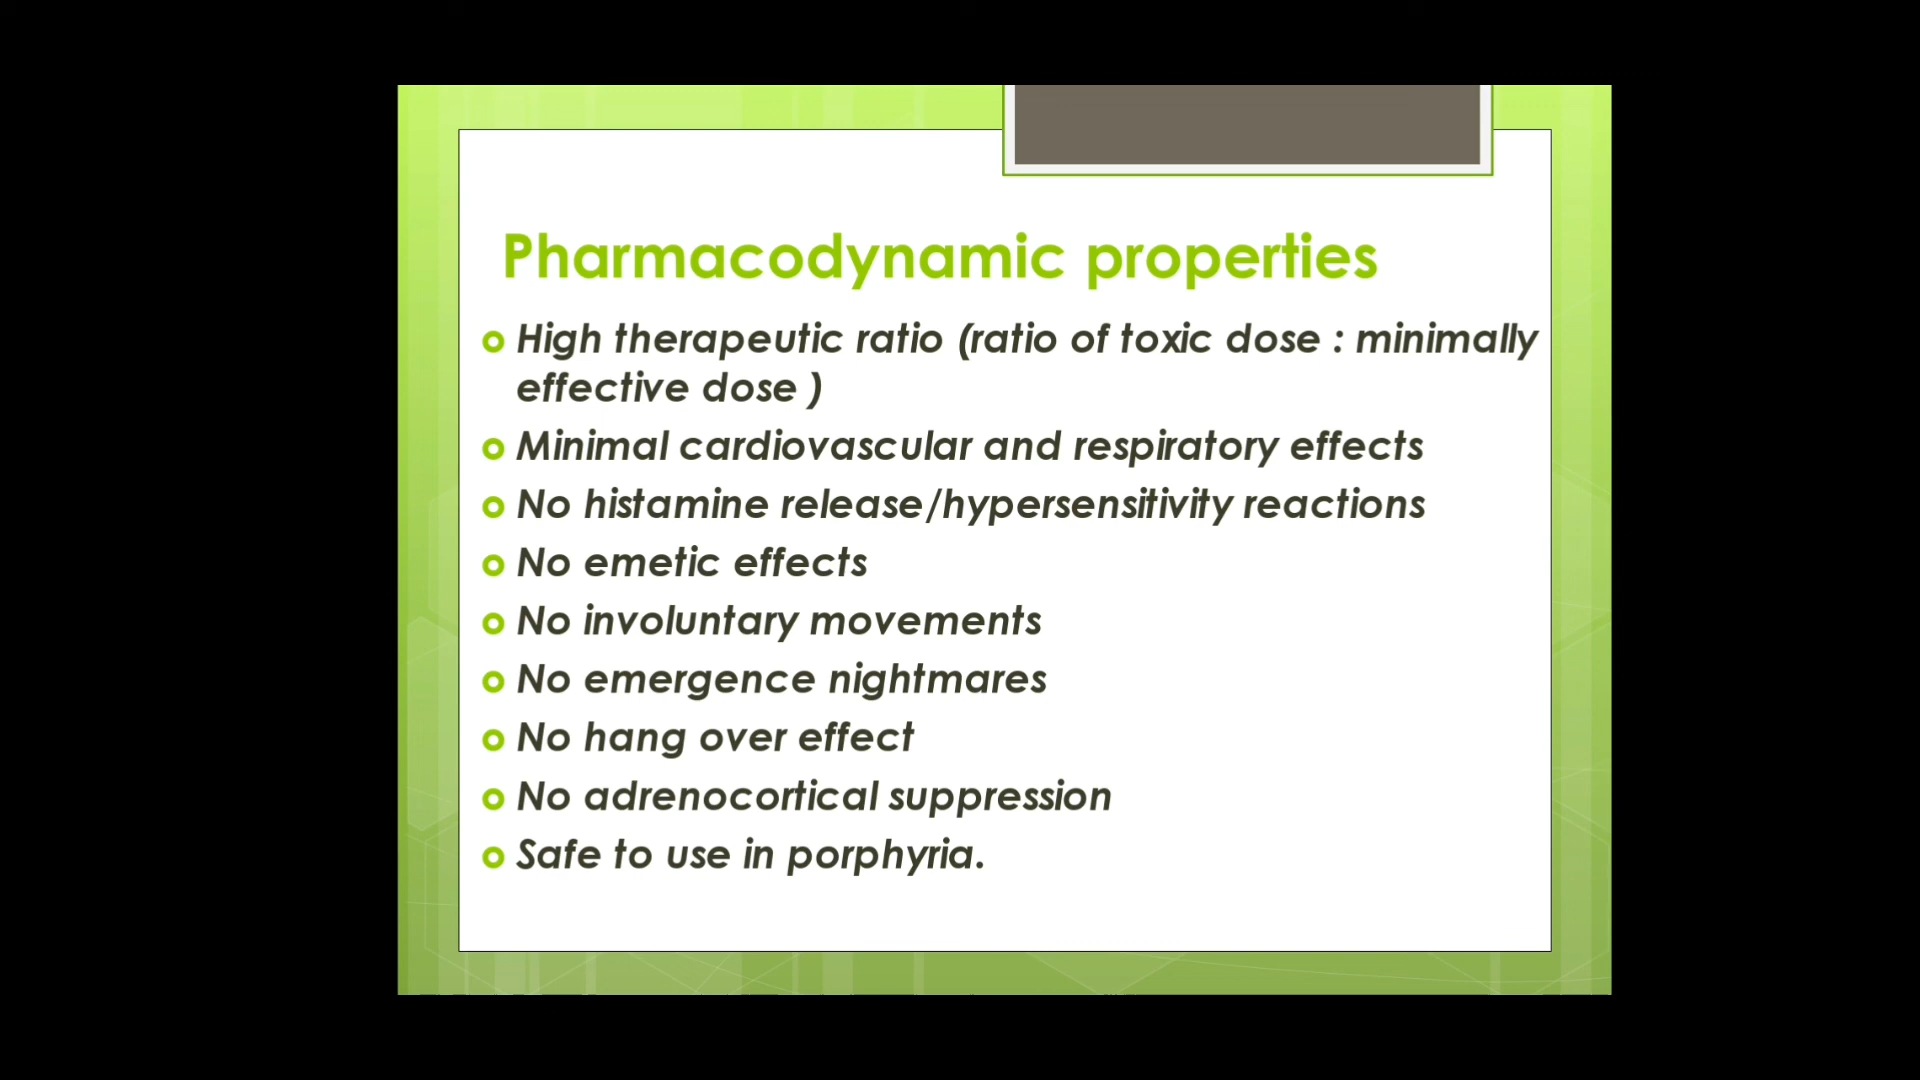 Pharmacodynamic properties
High therapeutic ratio (ratio of toxic dose : minimally
effective dose )
Minimal cardiovascular and respiratory effects
No histamine release/hypersensitivity reactions
No emetic effects
No involuntary movements
No emergence nightmares
No hang over effect
No adrenocortical suppression
Safe to use in porphyria.